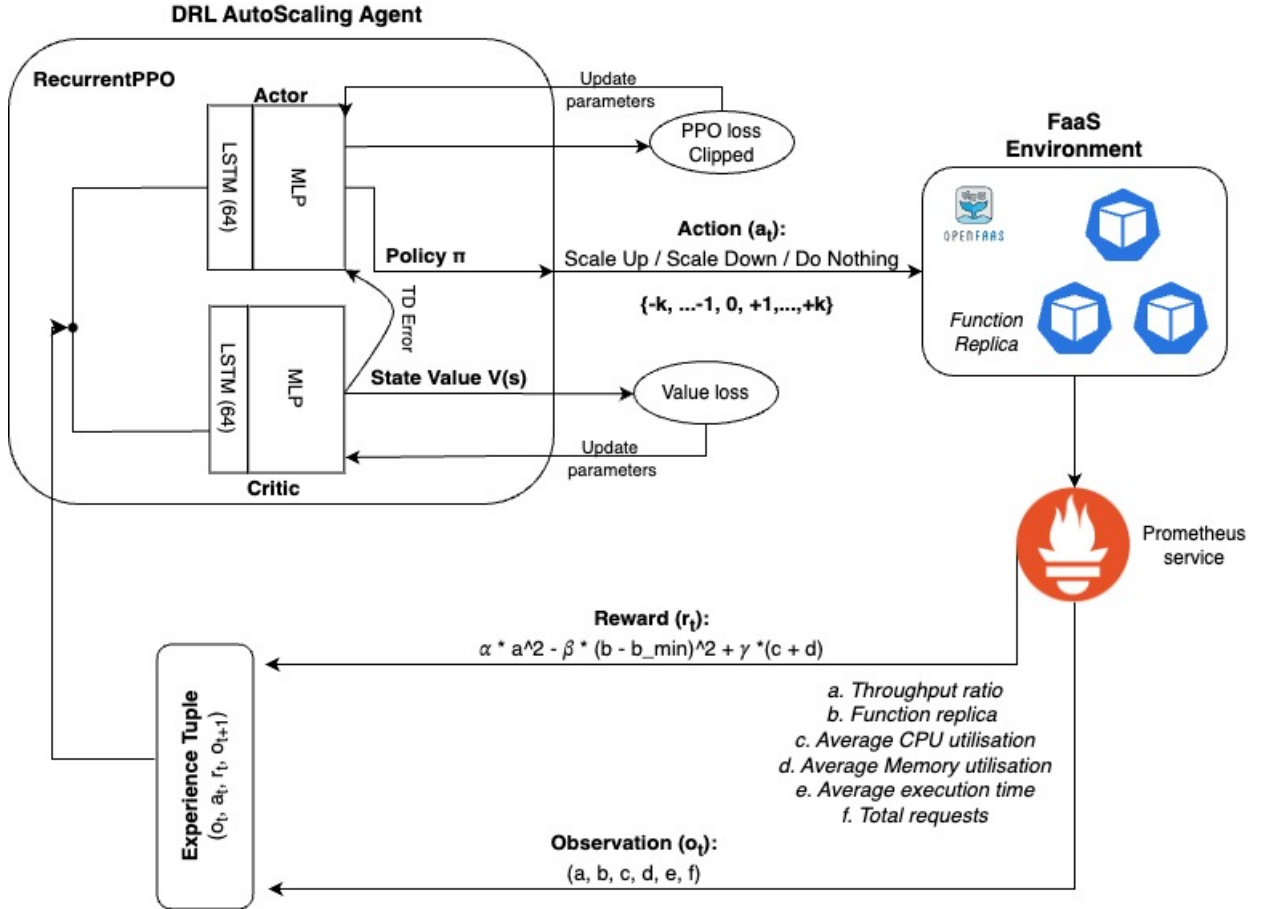 DRL AutoScaling Agent
RecurrentPPO
Actor
LSTM (64)
MLP
Update
parameters
PPO loss
Clipped
FaaS
Environment
OPENFAAS
Function
Replica
Action (aₜ):
Scale Up / Scale Down / Do Nothing
{-k, ...-1, 0, +1,...,+k}
Policy π
TD Error
LSTM (64)
MLP
State Value V(s)
Value loss
Update
parameters
Critic
Prometheus
service
Reward (rₜ):
α * a^2 - β * (b - b_min)^2 + γ *(c + d)
a. Throughput ratio
b. Function replica
c. Average CPU utilisation
d. Average Memory utilisation
e. Average execution time
f. Total requests
Experience Tuple
(oₜ, aₜ, rₜ, oₜ₊₁)
Observation (oₜ):
(a, b, c, d, e, f)